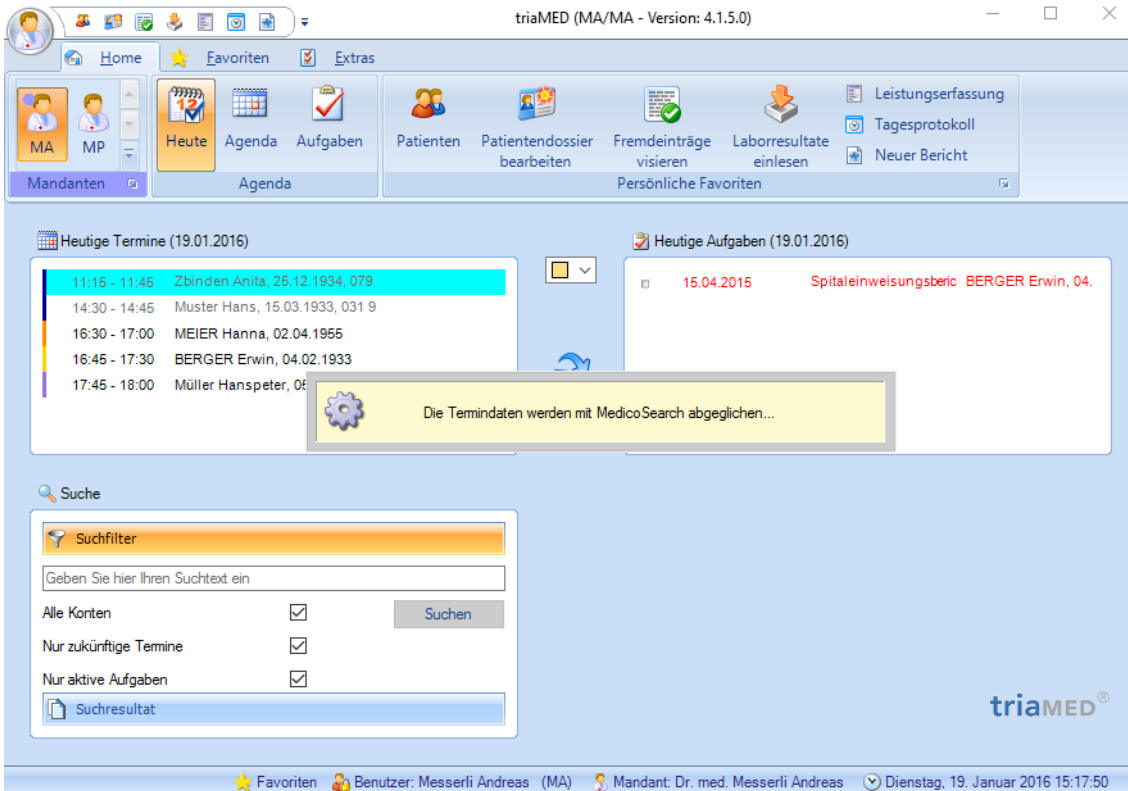 triaMED (MA/MA - Version: 4.1.5.0)
Home Favoriten Extras
MA MP
Mandanten
12
Heute Agenda Aufgaben
Agenda
Patienten Patientendossier bearbeiten Fremdeinträge visieren Laborresultate einlesen
Leistungserfassung
Tagesprotokoll
Neuer Bericht
Persönliche Favoriten
Heutige Termine (19.01.2016)
11:15 - 11:45 Zbinden Anita, 25.12.1934, 079
14:30 - 14:45 Muster Hans, 15.03.1933, 031 9
16:30 - 17:00 MEIER Hanna, 02.04.1955
16:45 - 17:30 BERGER Erwin, 04.02.1933
17:45 - 18:00 Müller Hanspeter,
Heutige Aufgaben (19.01.2016)
15.04.2015 Spitaleinweisungsberic BERGER Erwin, 04.
Die Termindaten werden mit MedicoSearch abgeglichen...
Suche
Suchfilter
Geben Sie hier Ihren Suchtext ein
Alle Konten
Suchen
Nur zukünftige Termine
Nur aktive Aufgaben
Suchresultat
triaMED®
Favoriten Benutzer: Messerli Andreas (MA) Mandant: Dr. med. Messerli Andreas Dienstag, 19. Januar 2016 15:17:50